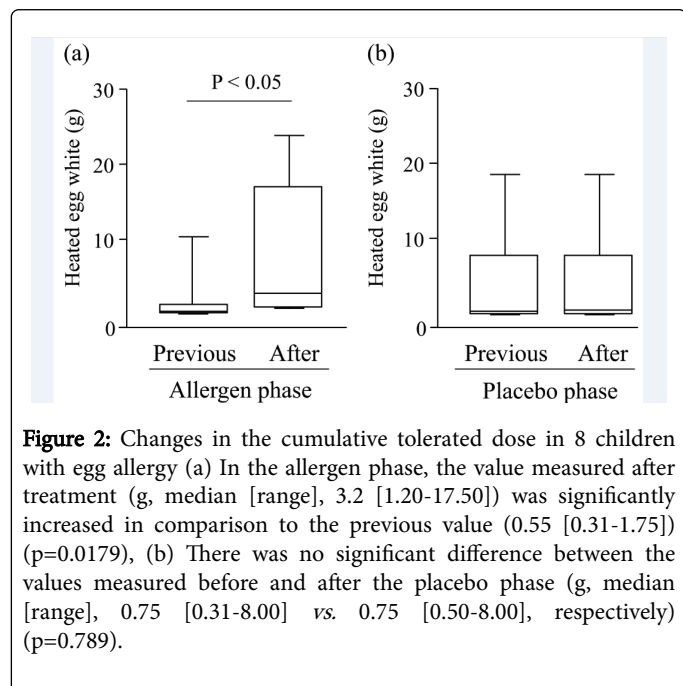 (a)
(b)
P < 0.05
30
20
10
0
Heated egg white (g)
Previous After
Allergen phase
30
20
10
0
Heated egg white (g)
Previous After
Placebo phase
Figure 2: Changes in the cumulative tolerated dose in 8 children
with egg allergy (a) In the allergen phase, the value measured after
treatment (g, median [range], 3.2 [1.20-17.50]) was significantly
increased in comparison to the previous value (0.55 [0.31-1.75])
(p=0.0179), (b) There was no significant difference between the
values measured before and after the placebo phase (g, median
[range], 0.75 [0.31-8.00] vs. 0.75 [0.50-8.00], respectively)
(p=0.789).